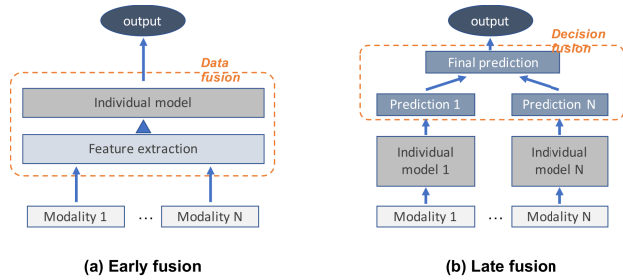 output
Data
fusion
Individual model
Feature extraction
Modality 1
...
Modality N
(a) Early fusion
output
Decision
fusion
Final prediction
Prediction 1
Prediction N
Individual
model 1
Individual
model N
Modality 1
...
Modality N
(b) Late fusion